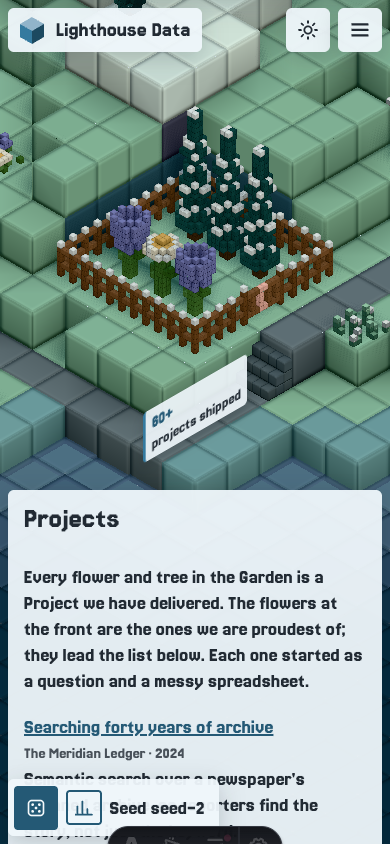 Lighthouse Data
60+
projects shipped
Projects
Every flower and tree in the Garden is a
Project we have delivered. The flowers at
the front are the ones we are proudest of;
they lead the list below. Each one started as
a question and a messy spreadsheet.
Searching forty years of archive
The Meridian Ledger · 2024
Semantic search over a newspaper's
find the
Seed seed-2